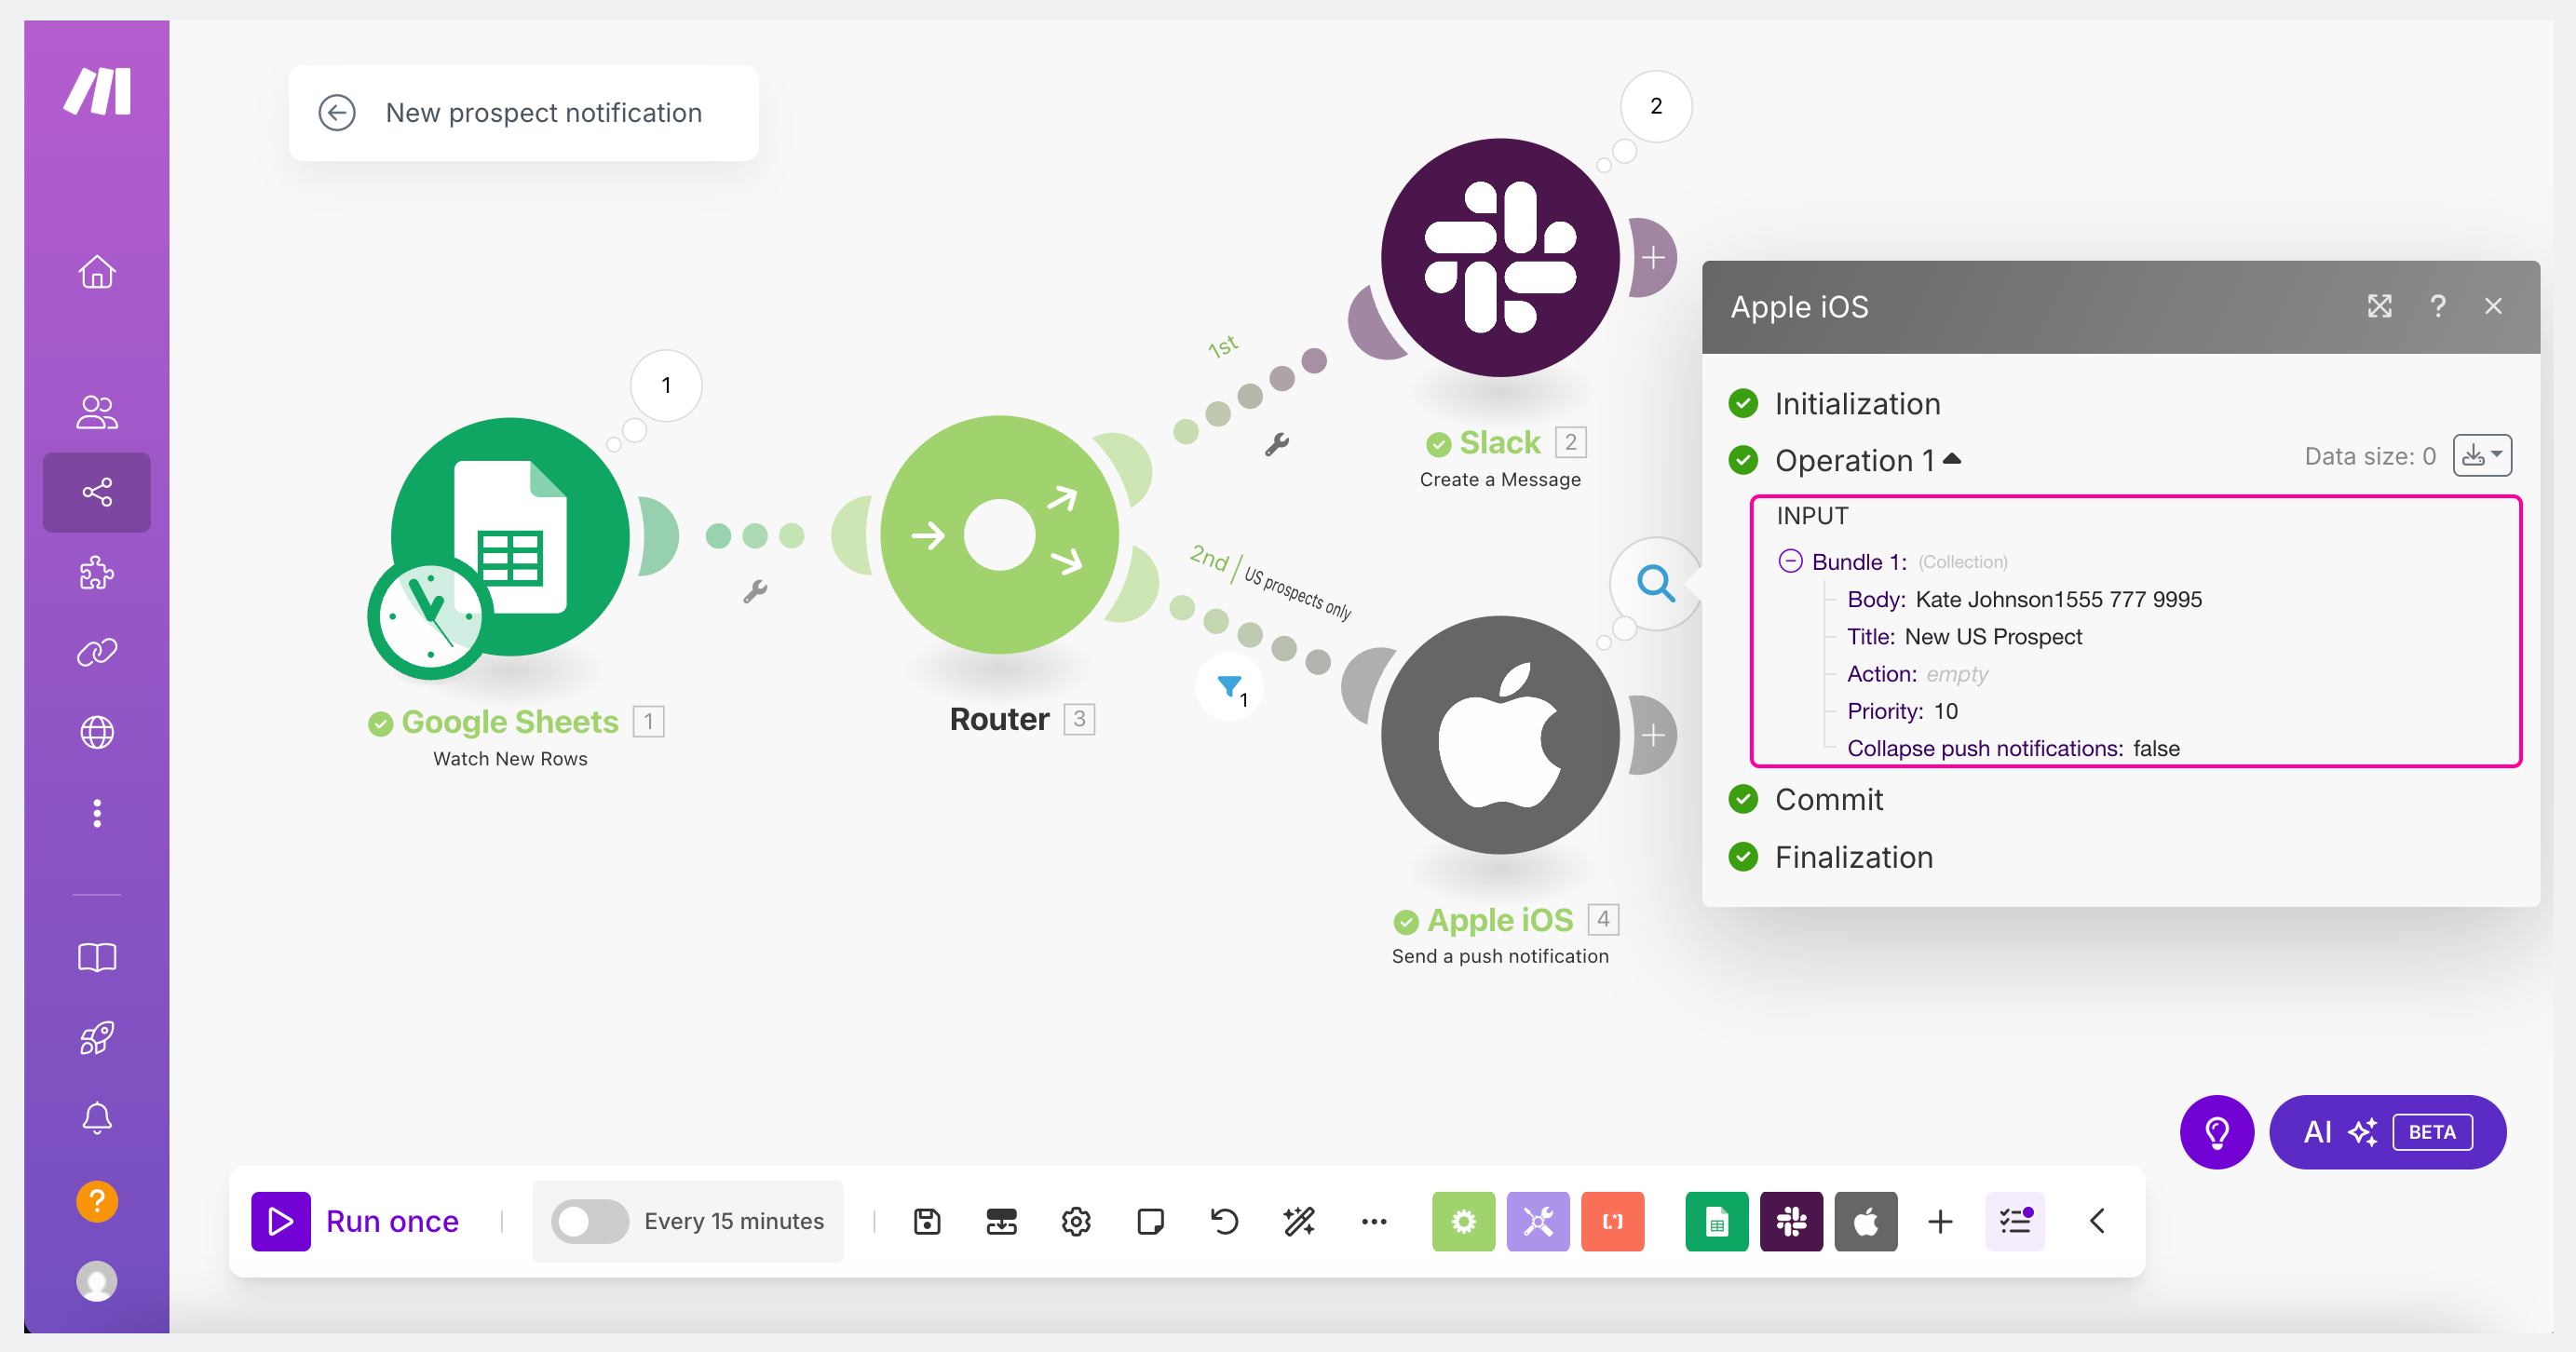 New prospect notification
2
1
1st
2nd | US prospects only
1
Google Sheets 1
Watch New Rows
Router 3
Slack 2
Create a Message
Apple iOS 4
Send a push notification
Apple iOS
?
Initialization
Operation 1
Data size: 0
INPUT
Bundle 1: (Collection)
Body: Kate Johnson1555 777 9995
Title: New US Prospect
Action: empty
Priority: 10
Collapse push notifications: false
Commit
Finalization
AI BETA
?
Run once
Every 15 minutes